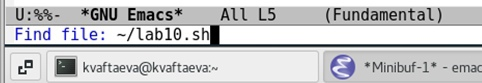 U:%%-  *GNU Emacs*    All L5     (Fundamental)
Find file: ~/lab10.sh
kvaftaeva@kvaftaeva:~ *Minibuf-1* - emac